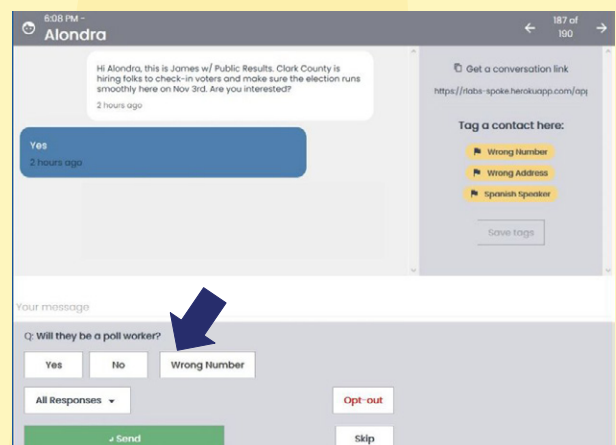 6:08 PM -
Alondra
187 of
190
Hi Alondra, this is James w/ Public Results. Clark County is
hiring folks to check-in voters and make sure the election runs
smoothly here on Nov 3rd. Are you interested?
2 hours ago
Yes
2 hours ago
Get a conversation link
https://rlabs-spoke.herokuapp.com/app
Tag a contact here:
Wrong Number
Wrong Address
Spanish Speaker
Save tags
Your message
Q: Will they be a poll worker?
Yes
No
Wrong Number
All Responses
Opt-out
Send
Skip